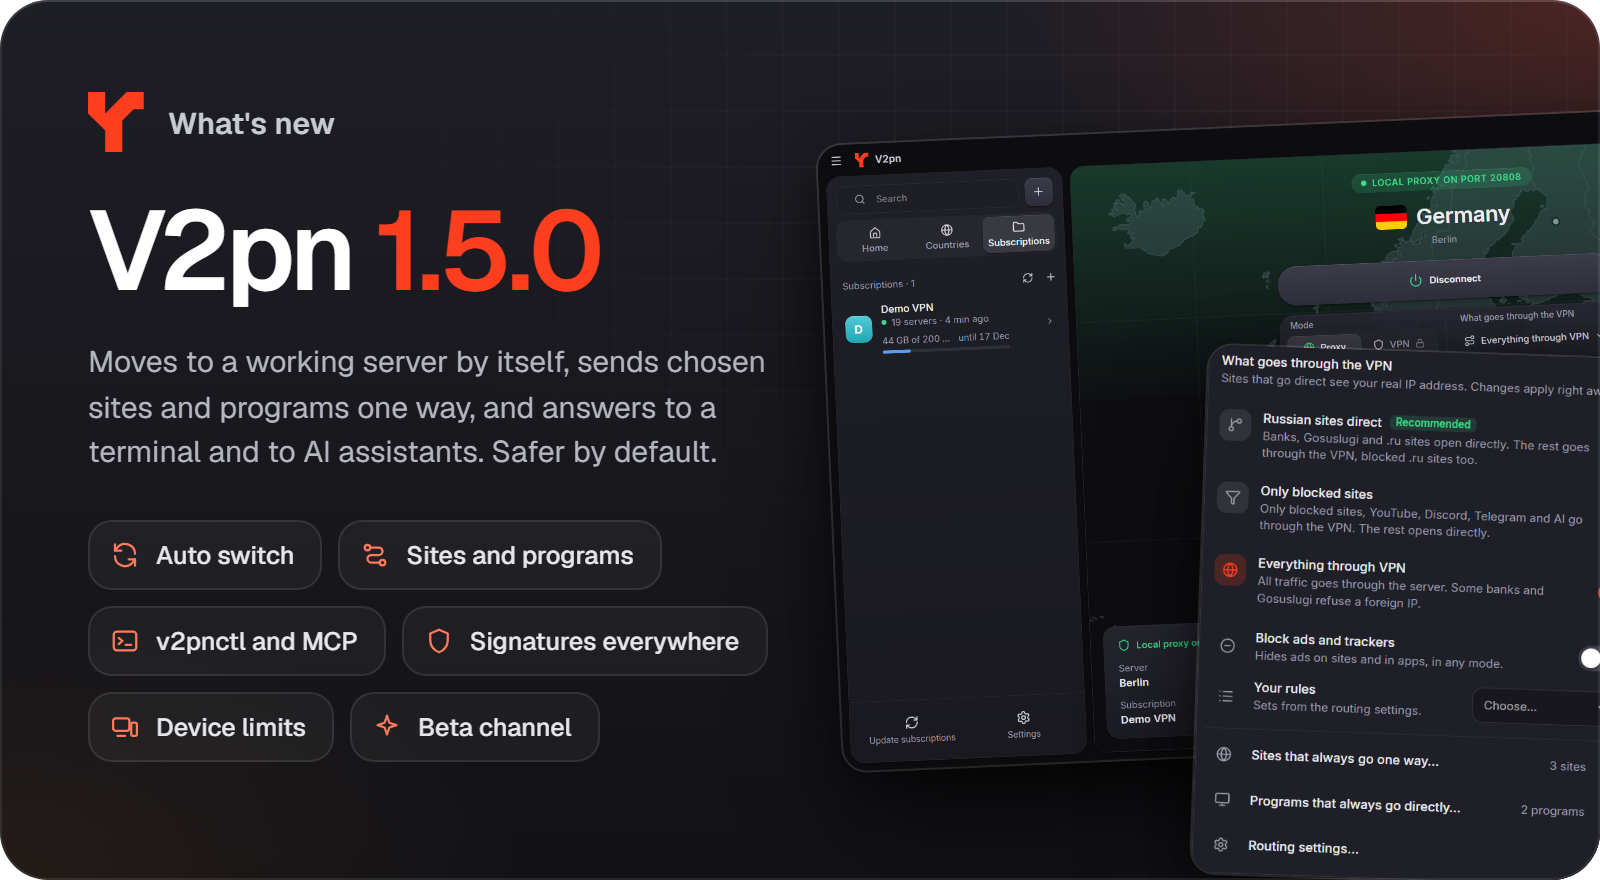 What's new
V2pn 1.5.0
Moves to a working server by itself, sends chosen
sites and programs one way, and answers to a
terminal and to AI assistants. Safer by default.
Auto switch
Sites and programs
v2pnctl and MCP
Signatures everywhere
Device limits
Beta channel
V2pn
Search
Home
Countries
Subscriptions
Subscriptions · 1
D
Demo VPN
19 servers · 4 min ago
44 GB of 200 ... until 17 Dec
Update subscriptions
Settings
LOCAL PROXY ON PORT 20808
Germany
Berlin
Disconnect
Mode
Proxy
VPN
What goes through the VPN
Everything through VPN
Local proxy
Server
Berlin
Subscription
Demo VPN
What goes through the VPN
Sites that go direct see your real IP address. Changes apply right
Russian sites direct Recommended
Banks, Gosuslugi and .ru sites open directly. The rest goes
through the VPN, blocked .ru sites too.
Only blocked sites
Only blocked sites, YouTube, Discord, Telegram and AI go
through the VPN. The rest opens directly.
Everything through VPN
All traffic goes through the server. Some banks and
Gosuslugi refuse a foreign IP.
Block ads and trackers
Hides ads on sites and in apps, in any mode.
Your rules
Sets from the routing settings.
Choose...
Sites that always go one way...
3 sites
Programs that always go directly...
2 programs
Routing settings...